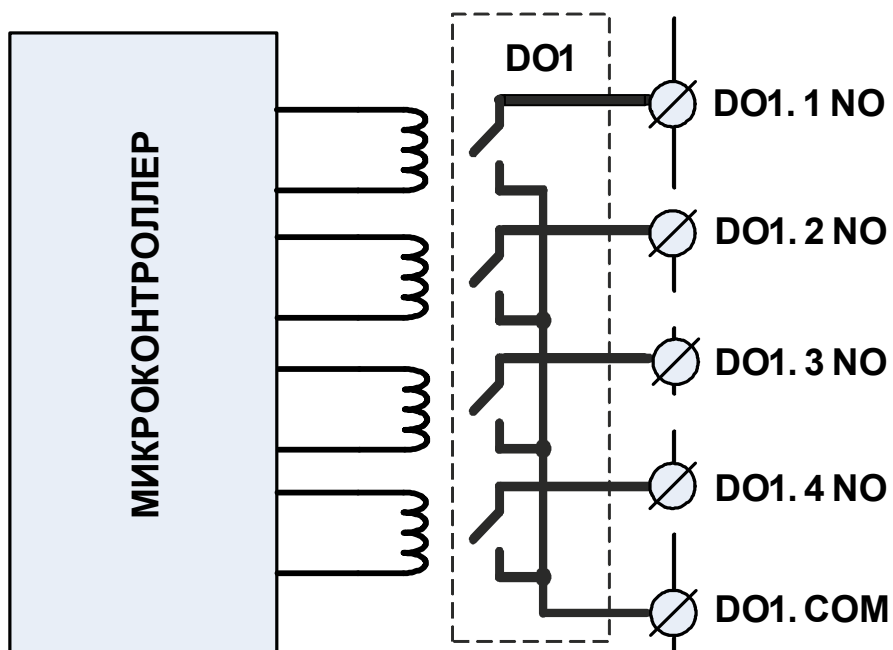 МИКРОКОНТРОЛЛЕР
DO1
DO1. 1 NO
DO1. 2 NO
DO1. 3 NO
DO1. 4 NO
DO1. COM